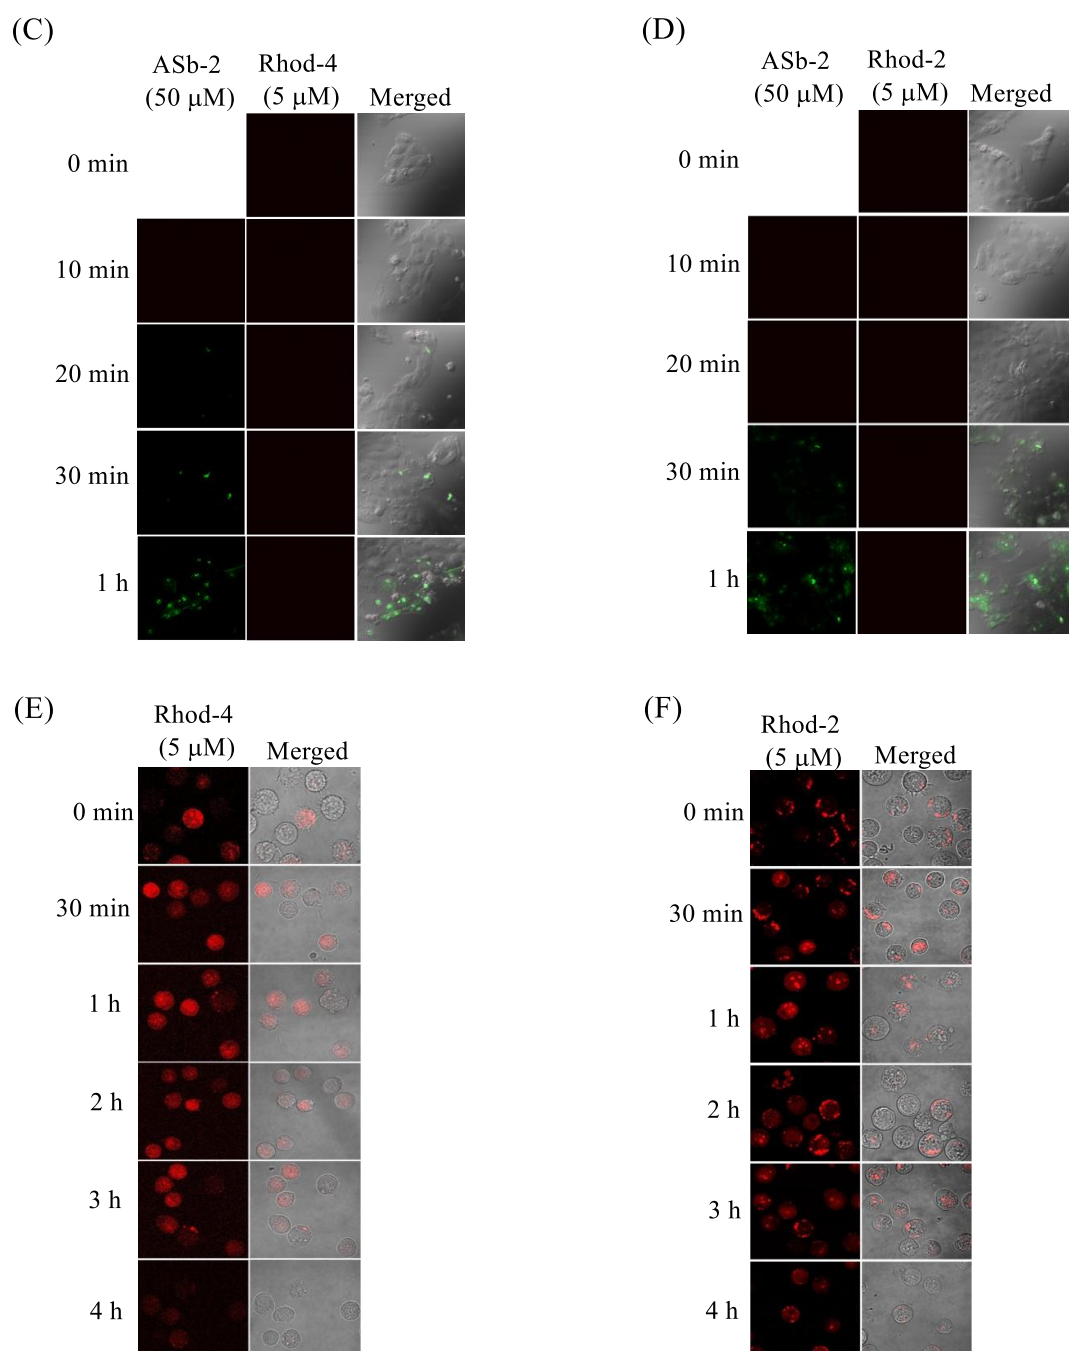 (C)
ASb-2
(50 μM)
Rhod-4
(5 μM)
Merged
0 min
10 min
20 min
30 min
1 h
(D)
ASb-2
(50 μM)
Rhod-2
(5 μM)
Merged
0 min
10 min
20 min
30 min
1 h
(E)
Rhod-4
(5 μM)
Merged
0 min
30 min
1 h
2 h
3 h
4 h
(F)
Rhod-2
(5 μM)
Merged
0 min
30 min
1 h
2 h
3 h
4 h